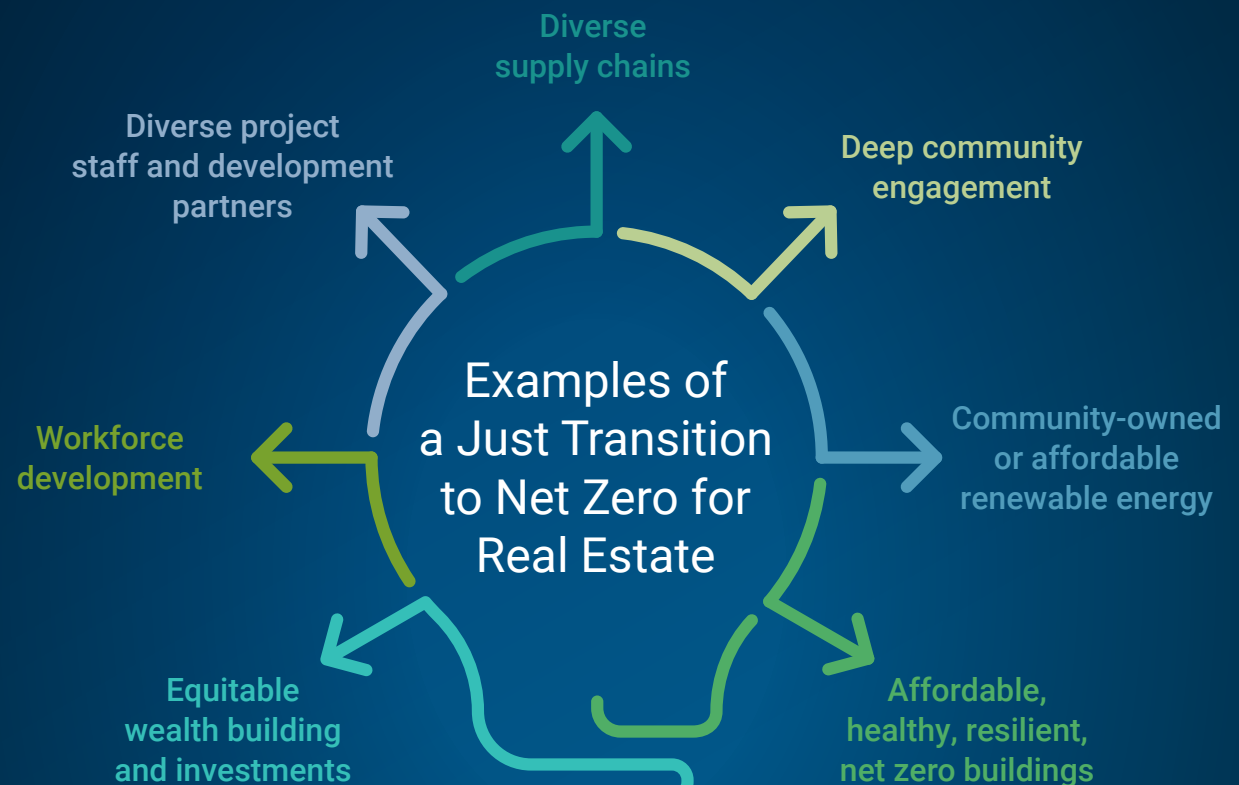 Diverse
supply chains
Diverse project
staff and development
partners
Deep community
engagement
Examples of
a Just Transition
to Net Zero for
Real Estate
Workforce
development
Community-owned
or affordable
renewable energy
Equitable
wealth building
and investments
Affordable,
healthy, resilient,
net zero buildings